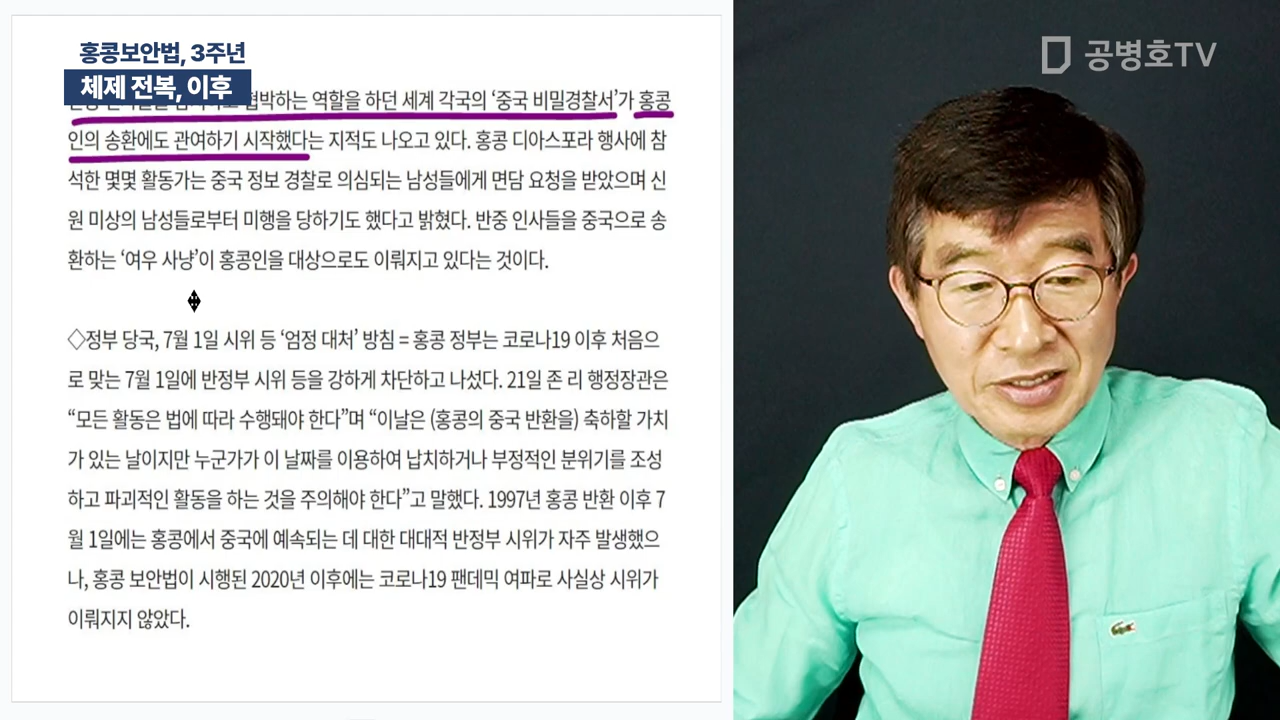 홍콩보안법, 3주년
체제 전복, 이후
공병호TV
협박하는 역할을 하던 세계 각국의 ‘중국 비밀경찰서’가 홍콩
인의 송환에도 관여하기 시작했다는 지적도 나오고 있다. 홍콩 디아스포라 행사에 참
석한 몇몇 활동가는 중국 정보 경찰로 의심되는 남성들에게 면담 요청을 받았으며 신
원 미상의 남성들로부터 미행을 당하기도 했다고 밝혔다. 반중 인사들을 중국으로 송
환하는 ‘여우 사냥’이 홍콩인을 대상으로도 이뤄지고 있다는 것이다.
◇정부 당국, 7월 1일 시위 등 ‘엄정 대처’ 방침 = 홍콩 정부는 코로나19 이후 처음으
로 맞는 7월 1일에 반정부 시위 등을 강하게 차단하고 나섰다. 21일 존 리 행정장관은
“모든 활동은 법에 따라 수행돼야 한다”며 “이날은 (홍콩의 중국 반환을) 축하할 가치
가 있는 날이지만 누군가가 이 날짜를 이용하여 납치하거나 부정적인 분위기를 조성
하고 파괴적인 활동을 하는 것을 주의해야 한다”고 말했다. 1997년 홍콩 반환 이후 7
월 1일에는 홍콩에서 중국에 예속되는 데 대한 대대적 반정부 시위가 자주 발생했으
나, 홍콩 보안법이 시행된 2020년 이후에는 코로나19 팬데믹 여파로 사실상 시위가
이뤄지지 않았다.